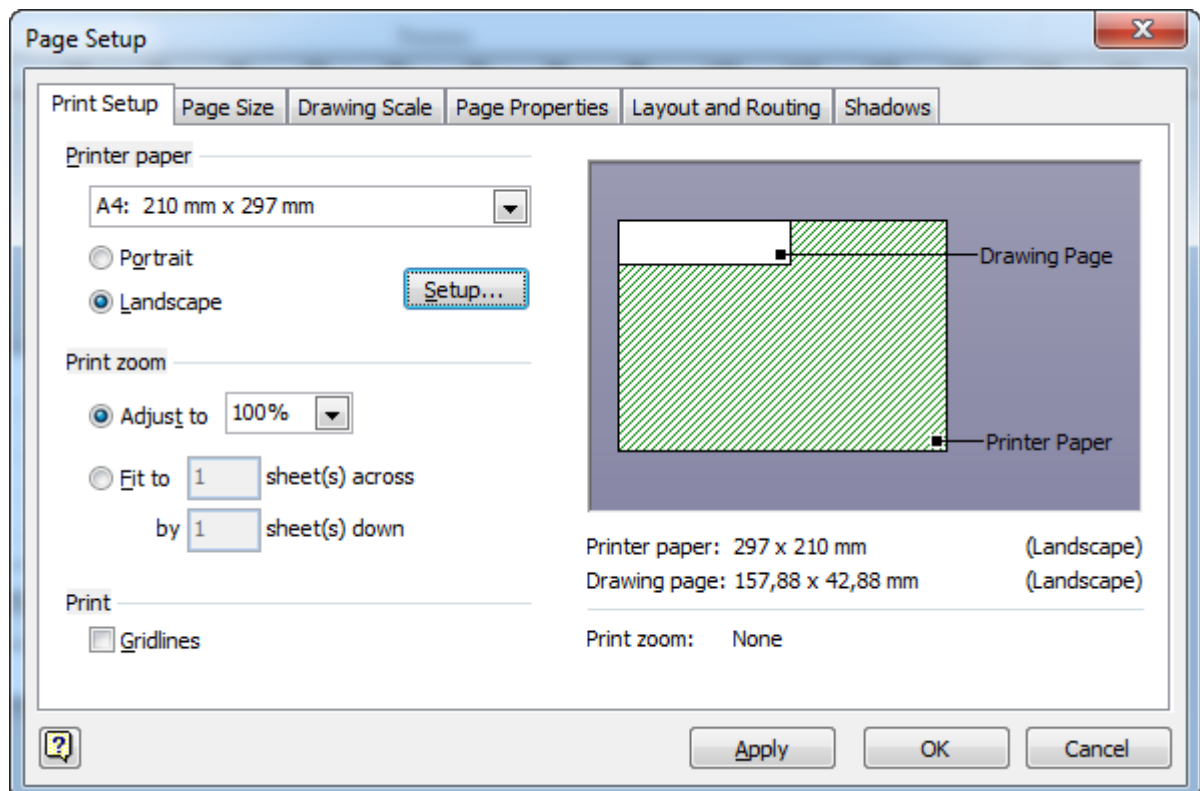 Page Setup
Print Setup Page Size Drawing Scale Page Properties Layout and Routing Shadows
Printer paper
A4: 210 mm x 297 mm
Portrait
Landscape
Setup...
Print zoom
Adjust to 100%
Fit to 1 sheet(s) across
by 1 sheet(s) down
Print
Gridlines
Drawing Page
Printer Paper
Printer paper: 297 x 210 mm (Landscape)
Drawing page: 157,88 x 42,88 mm (Landscape)
Print zoom: None
Apply OK Cancel